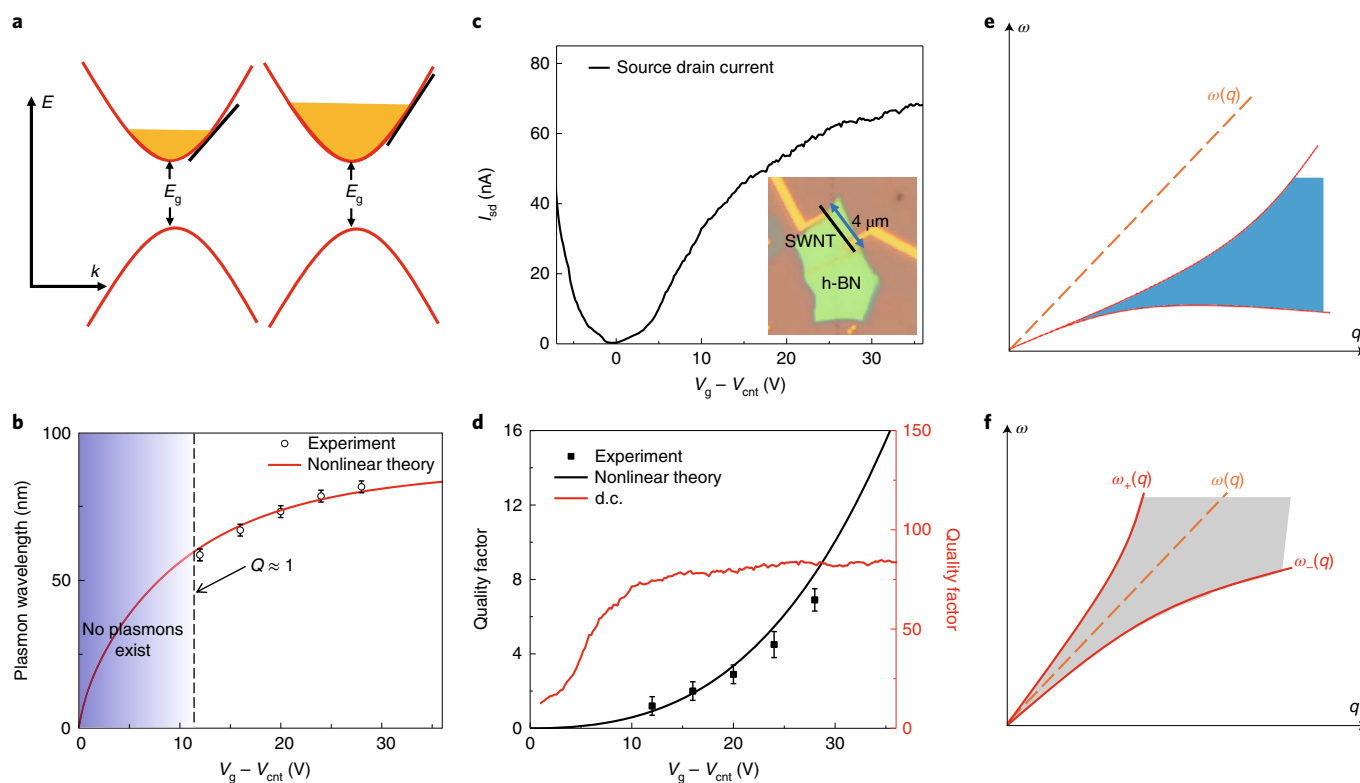 a
E
k
E_g
E_g
b
100
50
0
0
10
20
30
Plasmon wavelength (nm)
V_g – V_cnt (V)
Experiment
Nonlinear theory
Q ≈ 1
No plasmons
exist
c
80
60
40
20
0
0
10
20
30
I_sd (nA)
V_g – V_cnt (V)
Source drain current
4 μm
SWNT
h-BN
d
16
12
8
4
0
0
10
20
30
150
100
50
0
Quality factor
Quality factor
V_g – V_cnt (V)
Experiment
Nonlinear theory
d.c.
e
ω
ω(q)
q
f
ω
ω₊(q)
ω(q)
ω₋(q)
q